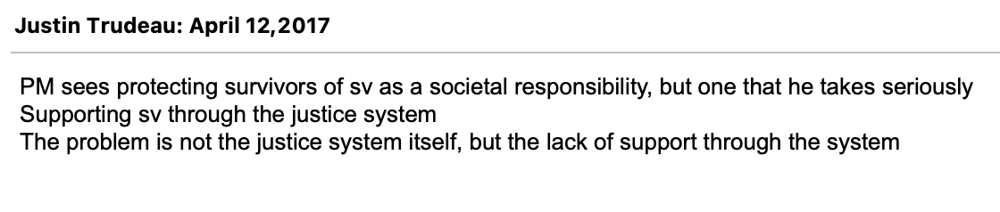 Justin Trudeau: April 12,2017
PM sees protecting survivors of sv as a societal responsibility, but one that he takes seriously
Supporting sv through the justice system
The problem is not the justice system itself, but the lack of support through the system